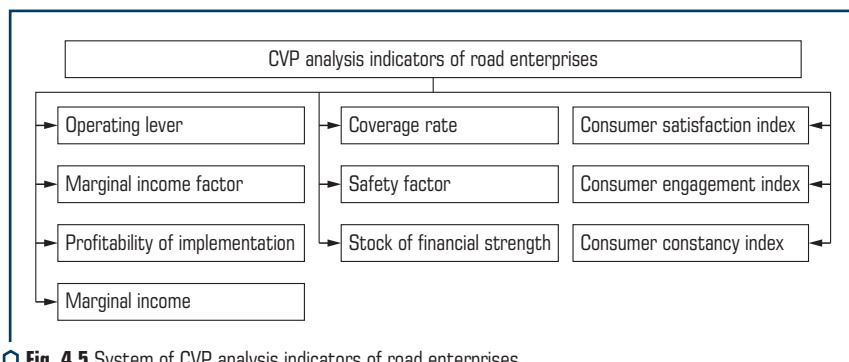 CVP analysis indicators of road enterprises
Operating lever
Marginal income factor
Profitability of implementation
Marginal income
Coverage rate
Safety factor
Stock of financial strength
Consumer satisfaction index
Consumer engagement index
Consumer constancy index
Fig. 4.5 System of CVP analysis indicators of road enterprises